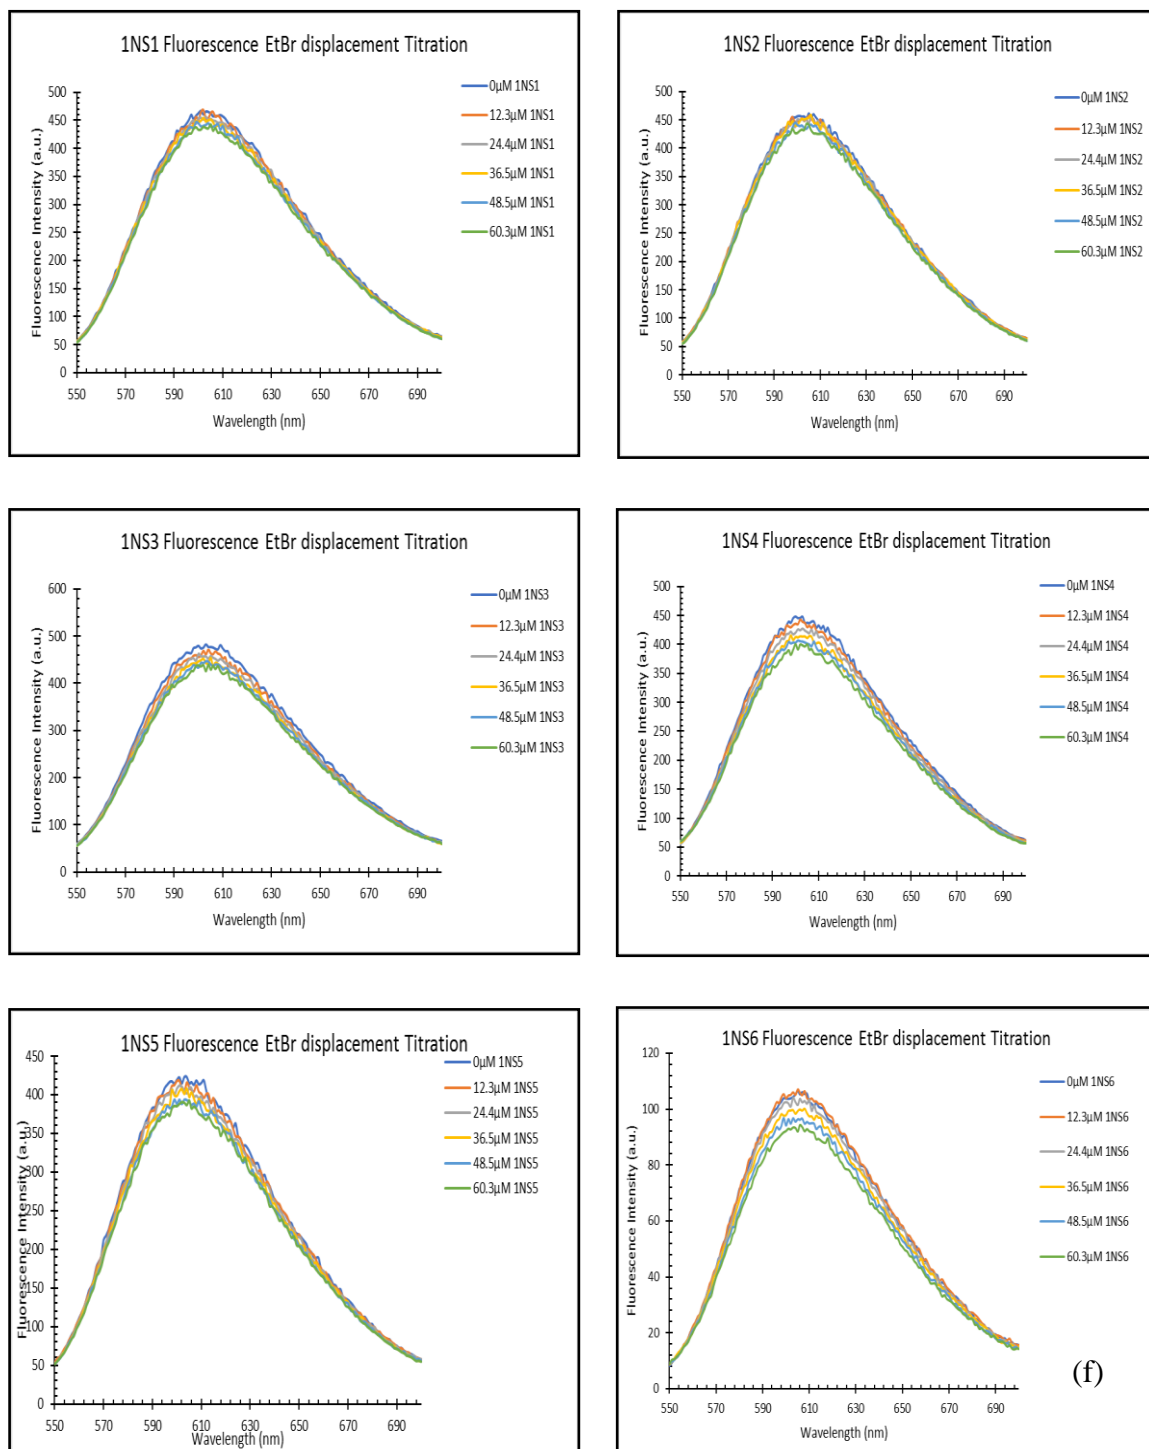 1NS1 Fluorescence EtBr displacement Titration
Fluorescence Intensity (a.u.)
500
450
400
350
300
250
200
150
100
50
0
550 570 590 610 630 650 670 690
Wavelength (nm)
0µM 1NS1
12.3µM 1NS1
24.4µM 1NS1
36.5µM 1NS1
48.5µM 1NS1
60.3µM 1NS1
1NS2 Fluorescence EtBr displacement Titration
Fluorescence Intensity (a.u.)
500
450
400
350
300
250
200
150
100
50
0
550 570 590 610 630 650 670 690
Wavelength (nm)
0µM 1NS2
12.3µM 1NS2
24.4µM 1NS2
36.5µM 1NS2
48.5µM 1NS2
60.3µM 1NS2
1NS3 Fluorescence EtBr displacement Titration
Fluorescence Intensity (a.u.)
600
500
400
300
200
100
0
550 570 590 610 630 650 670 690
Wavelength (nm)
0µM 1NS3
12.3µM 1NS3
24.4µM 1NS3
36.5µM 1NS3
48.5µM 1NS3
60.3µM 1NS3
1NS4 Fluorescence EtBr displacement Titration
Fluorescence Intensity (a.u.)
500
450
400
350
300
250
200
150
100
50
0
550 570 590 610 630 650 670 690
Wavelength (nm)
0µM 1NS4
12.3µM 1NS4
24.4µM 1NS4
36.5µM 1NS4
48.5µM 1NS4
60.3µM 1NS4
1NS5 Fluorescence EtBr displacement Titration
Fluorescence Intensity (a.u.)
450
400
350
300
250
200
150
100
50
0
550 570 590 610 630 650 670 690
Wavelength (nm)
0µM 1NS5
12.3µM 1NS5
24.4µM 1NS5
36.5µM 1NS5
48.5µM 1NS5
60.3µM 1NS5
1NS6 Fluorescence EtBr displacement Titration
Fluorescence Intensity (a.u.)
120
100
80
60
40
20
0
550 570 590 610 630 650 670 690
Wavelength (nm)
0µM 1NS6
12.3µM 1NS6
24.4µM 1NS6
36.5µM 1NS6
48.5µM 1NS6
60.3µM 1NS6
(f)